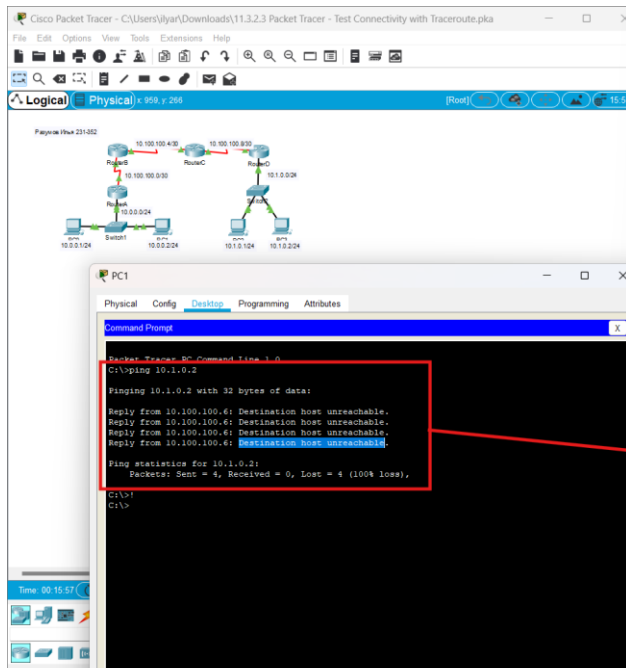 Cisco Packet Tracer - C:\Users\ilyar\Downloads\11.3.2.3 Packet Tracer - Test Connectivity with Traceroute.pka
File Edit Options View Tools Extensions Help
Logical Physical x: 959, y: 266 [Root] 15:5
Разумов Илья 231-352
10.100.100.4/30 10.100.100.8/30
RouterB RouterC RouterD
10.100.100.0/30 10.1.0.0/24
RouterA
10.0.0.0/24
Switch1
10.0.0.1/24 10.0.0.2/24 10.1.0.1/24 10.1.0.2/24
PC1
Physical Config Desktop Programming Attributes
Command Prompt X
Packet Tracer PC Command Line 1.0
C:\>ping 10.1.0.2
Pinging 10.1.0.2 with 32 bytes of data:
Reply from 10.100.100.6: Destination host unreachable.
Reply from 10.100.100.6: Destination host unreachable.
Reply from 10.100.100.6: Destination host unreachable.
Reply from 10.100.100.6: Destination host unreachable.
Ping statistics for 10.1.0.2:
Packets: Sent = 4, Received = 0, Lost = 4 (100% loss),
C:\>!
C:\>
Time: 00:15:57